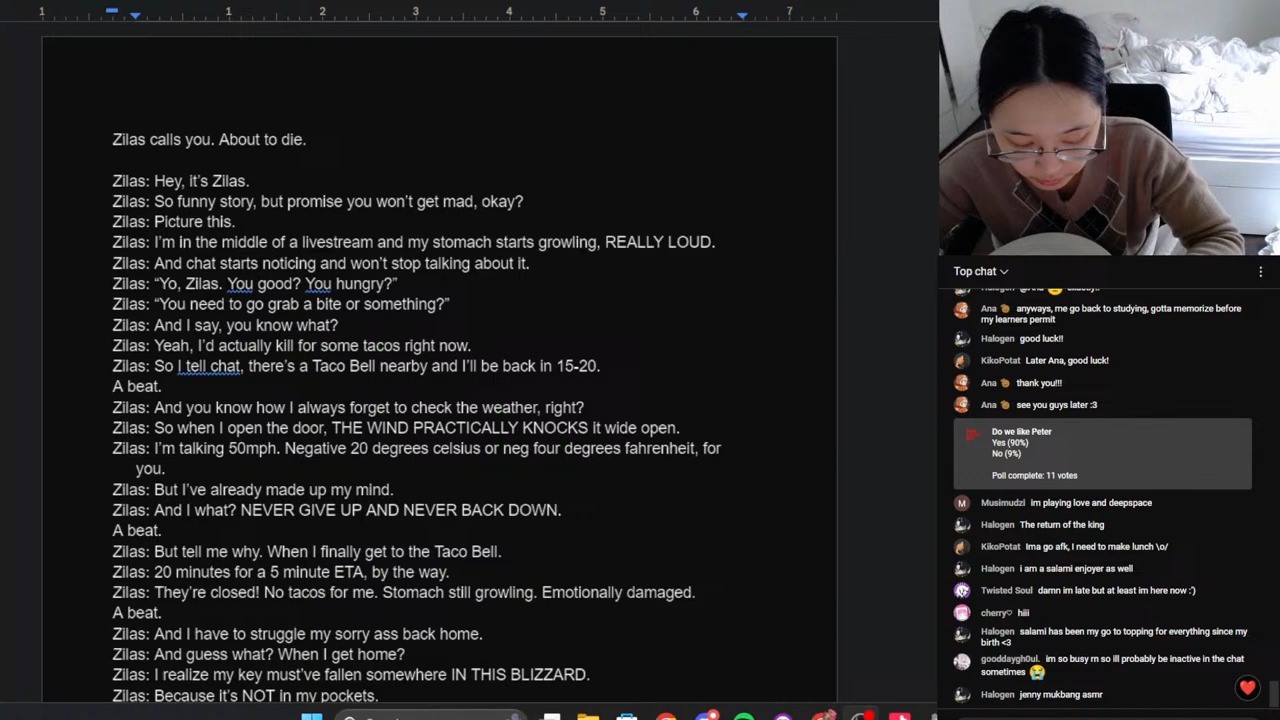 1 1 2 3 4 5 6 7
Zilas calls you. About to die.
Zilas: Hey, it’s Zilas.
Zilas: So funny story, but promise you won’t get mad, okay?
Zilas: Picture this.
Zilas: I’m in the middle of a livestream and my stomach starts growling, REALLY LOUD.
Zilas: And chat starts noticing and won’t stop talking about it.
Zilas: “Yo, Zilas. You good? You hungry?”
Zilas: “You need to go grab a bite or something?”
Zilas: And I say, you know what?
Zilas: Yeah, I’d actually kill for some tacos right now.
Zilas: So I tell chat, there’s a Taco Bell nearby and I’ll be back in 15-20.
A beat.
Zilas: And you know how I always forget to check the weather, right?
Zilas: So when I open the door, THE WIND PRACTICALLY KNOCKS it wide open.
Zilas: I’m talking 50mph. Negative 20 degrees celsius or neg four degrees fahrenheit, for
you.
Zilas: But I’ve already made up my mind.
Zilas: And I what? NEVER GIVE UP AND NEVER BACK DOWN.
A beat.
Zilas: But tell me why. When I finally get to the Taco Bell.
Zilas: 20 minutes for a 5 minute ETA, by the way.
Zilas: They’re closed! No tacos for me. Stomach still growling. Emotionally damaged.
A beat.
Zilas: And I have to struggle my sorry ass back home.
Zilas: And guess what? When I get home?
Zilas: I realize my key must’ve fallen somewhere IN THIS BLIZZARD.
Zilas: Because it’s NOT in my pockets.
Top chat
Ana anyways, me go back to studying, gotta memorize before
my learners permit
Halogen good luck!!
KikoPotat Later Ana, good luck!
Ana thank you!!!
Ana see you guys later :3
Do we like Peter
Yes (90%)
No (9%)
Poll complete: 11 votes
M Musimudzi im playing love and deepspace
Halogen The return of the king
KikoPotat Ima go afk, I need to make lunch \o/
Halogen i am a salami enjoyer as well
Twisted Soul damn im late but at least im here now :')
cherry♡ hiii
Halogen salami has been my go to topping for everything since my
birth <3
gooddaygh0ul. im so busy rn so ill probably be inactive in the chat
sometimes
Halogen jenny mukbang asmr